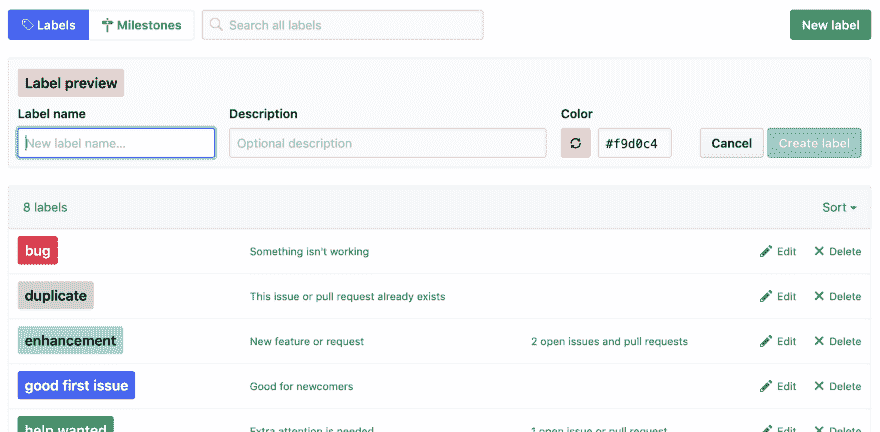 Labels Milestones Search all labels New label
Label preview
Label name Description Color
New label name... Optional description #f9d0c4 Cancel Create label
8 labels Sort
bug Something isn't working Edit Delete
duplicate This issue or pull request already exists Edit Delete
enhancement New feature or request 2 open issues and pull requests Edit Delete
good first issue Good for newcomers Edit Delete
help wanted Extra attention is needed 1 open issue or pull request Edit Delete